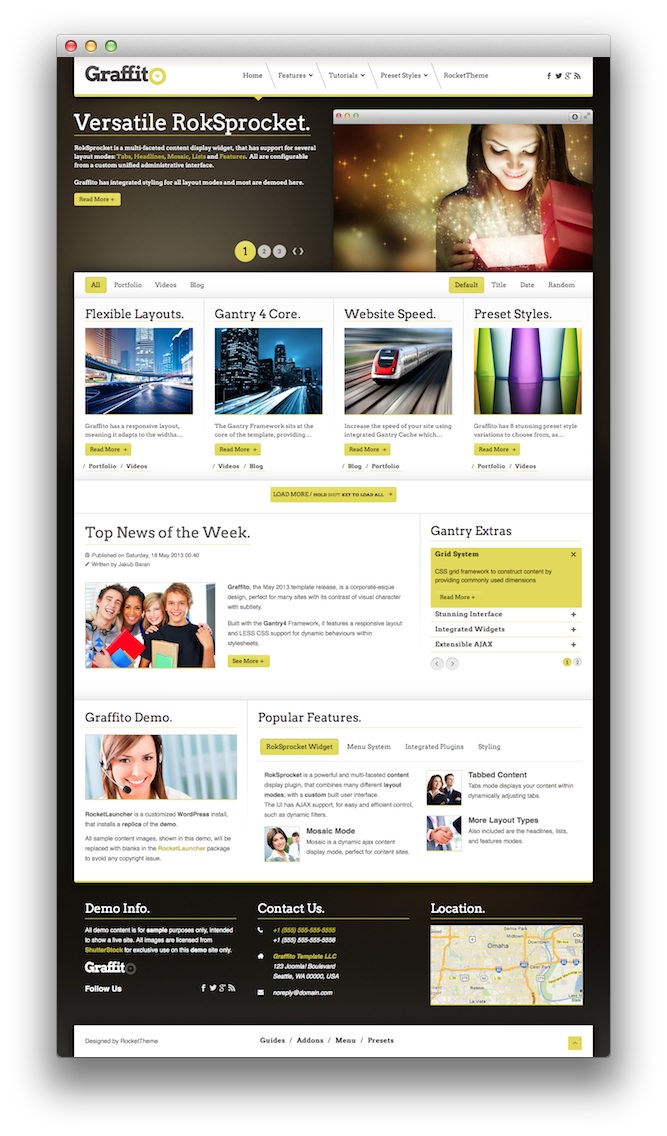 Graffito
Home Features Tutorials Preset Styles RocketTheme
Versatile RokSprocket.
RokSprocket is a multi-faceted content display widget, that has support for several
layout modes: Tabs, Headlines, Mosaic, Lists and Features. All are configurable
from a custom unified administrative interface.
Graffito has integrated styling for all layout modes and most are demoed here.
Read More +
1 2 3
All Portfolio Videos Blog
Default Title Date Random
Flexible Layouts.
Graffito has a responsive layout,
meaning it adapts to the widths...
Read More +
/ Portfolio / Videos
Gantry 4 Core.
The Gantry Framework sits at the
core of the template, providing...
Read More +
/ Videos / Blog
Website Speed.
Increase the speed of your site using
integrated Gantry Cache which...
Read More +
/ Blog / Portfolio
Preset Styles.
Graffito has 8 stunning preset style
variations to choose from, as...
Read More +
/ Portfolio / Videos
LOAD MORE / HOLD SHIFT KEY TO LOAD ALL +
Top News of the Week.
Published on Saturday, 18 May 2013 00:40
Written by Jakub Baran
Graffito, the May 2013 template release, is a corporate-esque
design, perfect for many sites with its contrast of visual character
with subtlety.
Built with the Gantry4 Framework, it features a responsive layout
and LESS CSS support for dynamic behaviours within
stylesheets.
See More +
Gantry Extras
Grid System
CSS grid framework to construct content by
providing commonly used dimensions
Read More +
Stunning Interface +
Integrated Widgets +
Extensible AJAX +
1 2
Graffito Demo.
RocketLauncher is a customized WordPress install,
that installs a replica of the demo.
All sample content images, shown in this demo, will be
replaced with blanks in the RocketLauncher package
to avoid any copyright issue.
Popular Features.
RokSprocket Widget Menu System Integrated Plugins Styling
RokSprocket is a powerful and multi-faceted content
display plugin, that combines many different layout
modes; with a custom built user interface.
The UI has AJAX support, for easy and efficient control,
such as dynamic filters.
Mosaic Mode
Mosaic is a dynamic ajax content
display mode, perfect for content sites.
Tabbed Content
Tabs mode displays your content within
dynamically adjusting tabs.
More Layout Types
Also included are the headlines, lists,
and features modes.
Demo Info.
All demo content is for sample purposes only, intended
to show a live site. All images are licensed from
ShutterStock for exclusive use on this demo site only.
Graffito
Follow Us
Contact Us.
+1 (555) 555-555-5555
+1 (555) 555-555-5556
Graffito Template LLC
123 Joomla! Boulevard
Seattle, WA 00000, USA
noreply@domain.com
Location.
Omaha
Designed by RocketTheme
Guides / Addons / Menu / Presets